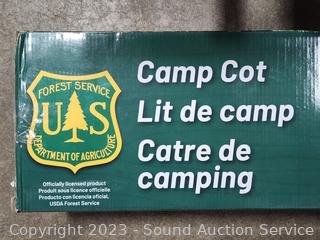 FOREST SERVICE
U S
DEPARTMENT OF AGRICULTURE
Officially licensed product
Produit sous licence officielle
Producto con licencia oficial.
USDA Forest Service
Camp Cot
Lit de camp
Catre de
camping
Copyright 2023 - Sound Auction Service